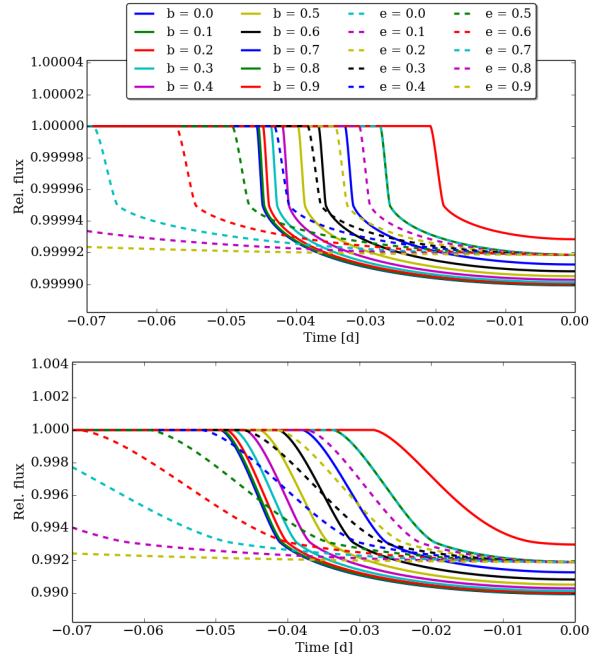 b = 0.0 b = 0.5 e = 0.0 e = 0.5
b = 0.1 b = 0.6 e = 0.1 e = 0.6
b = 0.2 b = 0.7 e = 0.2 e = 0.7
b = 0.3 b = 0.8 e = 0.3 e = 0.8
b = 0.4 b = 0.9 e = 0.4 e = 0.9
1.00004
1.00002
1.00000
0.99998
0.99996
0.99994
0.99992
0.99990
Rel. flux
−0.07 −0.06 −0.05 −0.04 −0.03 −0.02 −0.01 0.00
Time [d]
1.004
1.002
1.000
0.998
0.996
0.994
0.992
0.990
Rel. flux
−0.07 −0.06 −0.05 −0.04 −0.03 −0.02 −0.01 0.00
Time [d]